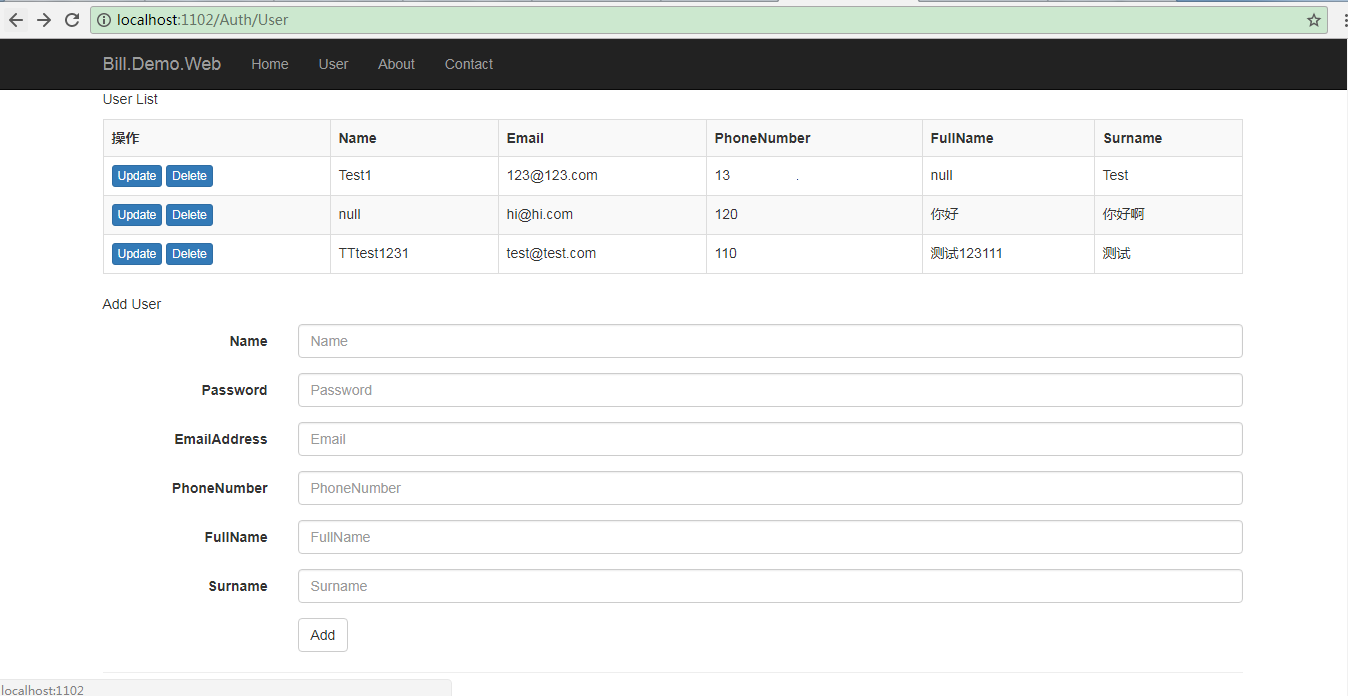 localhost:1102/Auth/User
Bill.Demo.Web Home User About Contact
User List
操作 Name Email PhoneNumber FullName Surname
Update Delete Test1 123@123.com 13 . null Test
Update Delete null hi@hi.com 120 你好 你好啊
Update Delete TTtest1231 test@test.com 110 测试123111 测试
Add User
Name Name
Password Password
EmailAddress Email
PhoneNumber PhoneNumber
FullName FullName
Surname Surname
Add
localhost:1102